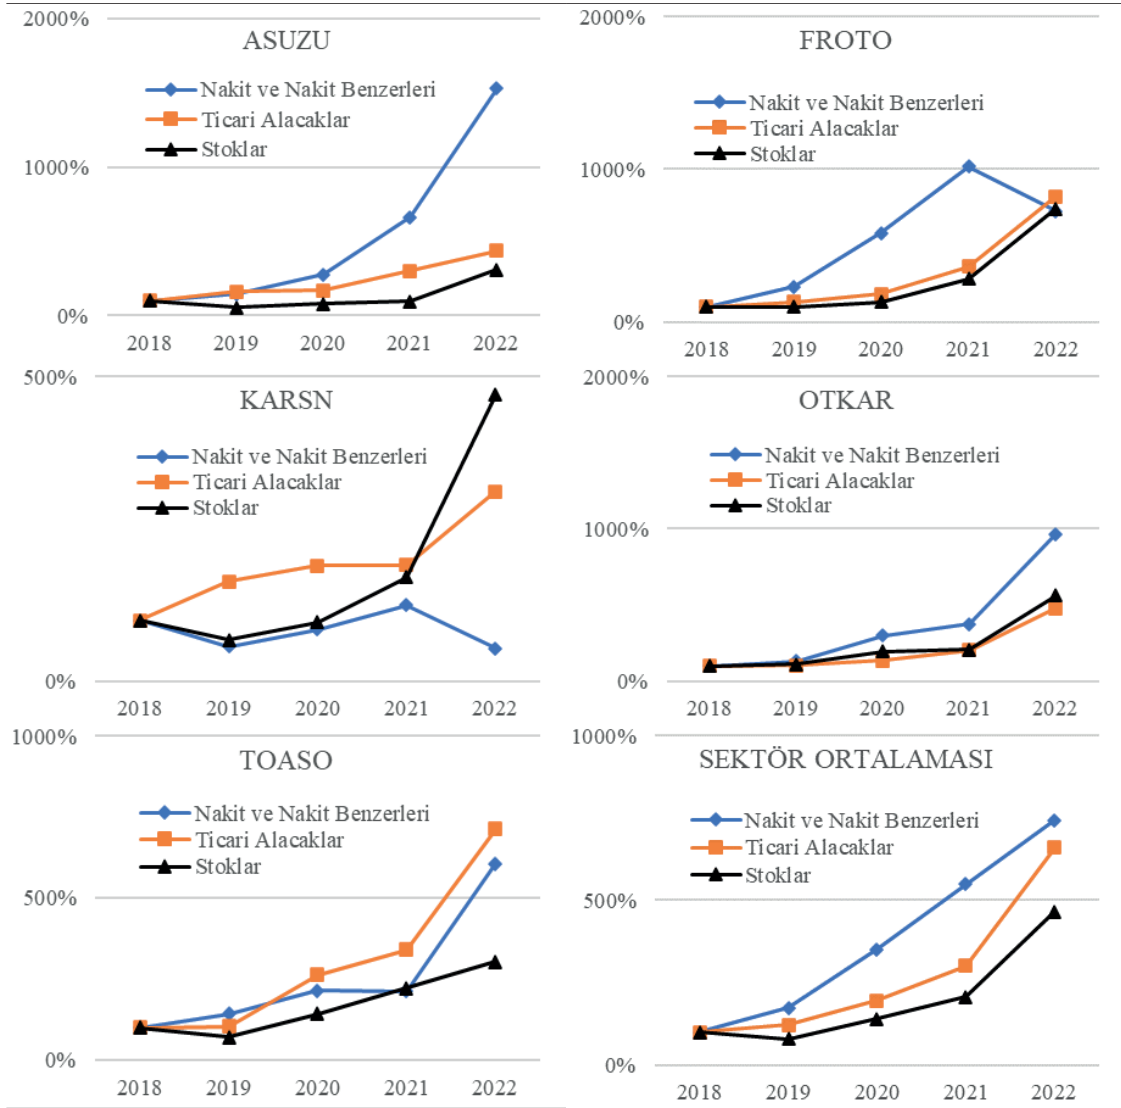 2000%
ASUZU
Nakit ve Nakit Benzerleri
Ticari Alacaklar
Stoklar
1000%
0%
2018 2019 2020 2021 2022
2000%
FROTO
Nakit ve Nakit Benzerleri
Ticari Alacaklar
Stoklar
1000%
0%
2018 2019 2020 2021 2022
500%
KARSN
Nakit ve Nakit Benzerleri
Ticari Alacaklar
Stoklar
0%
2018 2019 2020 2021 2022
2000%
OTKAR
Nakit ve Nakit Benzerleri
Ticari Alacaklar
Stoklar
1000%
0%
2018 2019 2020 2021 2022
1000%
TOASO
Nakit ve Nakit Benzerleri
Ticari Alacaklar
Stoklar
500%
0%
2018 2019 2020 2021 2022
1000%
SEKTÖR ORTALAMASI
Nakit ve Nakit Benzerleri
Ticari Alacaklar
Stoklar
500%
0%
2018 2019 2020 2021 2022